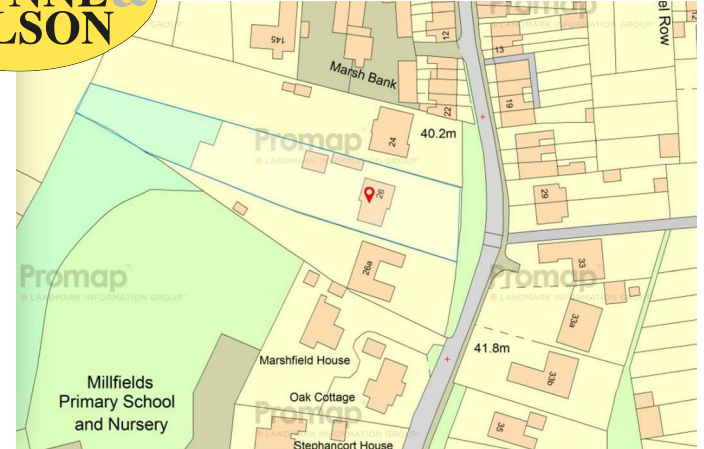 NNE &
LSON
145
Marsh Bank
12
22
13
19
el Row
24
40.2m
Promap
LANDMARK INFORMATION GROUP
26
29
26a
33
Promap
LANDMARK INFORMATION GROUP
Promap
LANDMARK INFORMATION GROUP
33a
41.8m
Marshfield House
33b
Millfields
Primary School
and Nursery
Oak Cottage
Promap
LANDMARK INFORMATION GROUP
35
Stephancort House